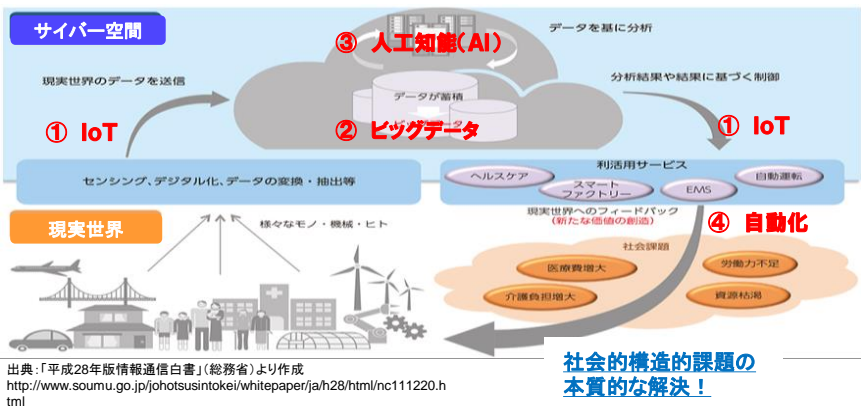 サイバー空間
③ 人工知能(AI)
データを基に分析
現実世界のデータを送信
分析結果や結果に基づく制御
データが蓄積
① IoT
② ビッグデータ
① IoT
利活用サービス
センシング、デジタル化、データの変換・抽出等
ヘルスケア
スマート
ファクトリー
EMS
自動運転
現実世界
様々なモノ・機械・ヒト
現実世界へのフィードバック
(新たな価値の創造)
④ 自動化
社会課題
医療費増大
労働力不足
介護負担増大
資源枯渇
出典:「平成28年版情報通信白書」(総務省)より作成
http://www.soumu.go.jp/johotsusintokei/whitepaper/ja/h28/html/nc111220.h
tml
社会的構造的課題の
本質的な解決!